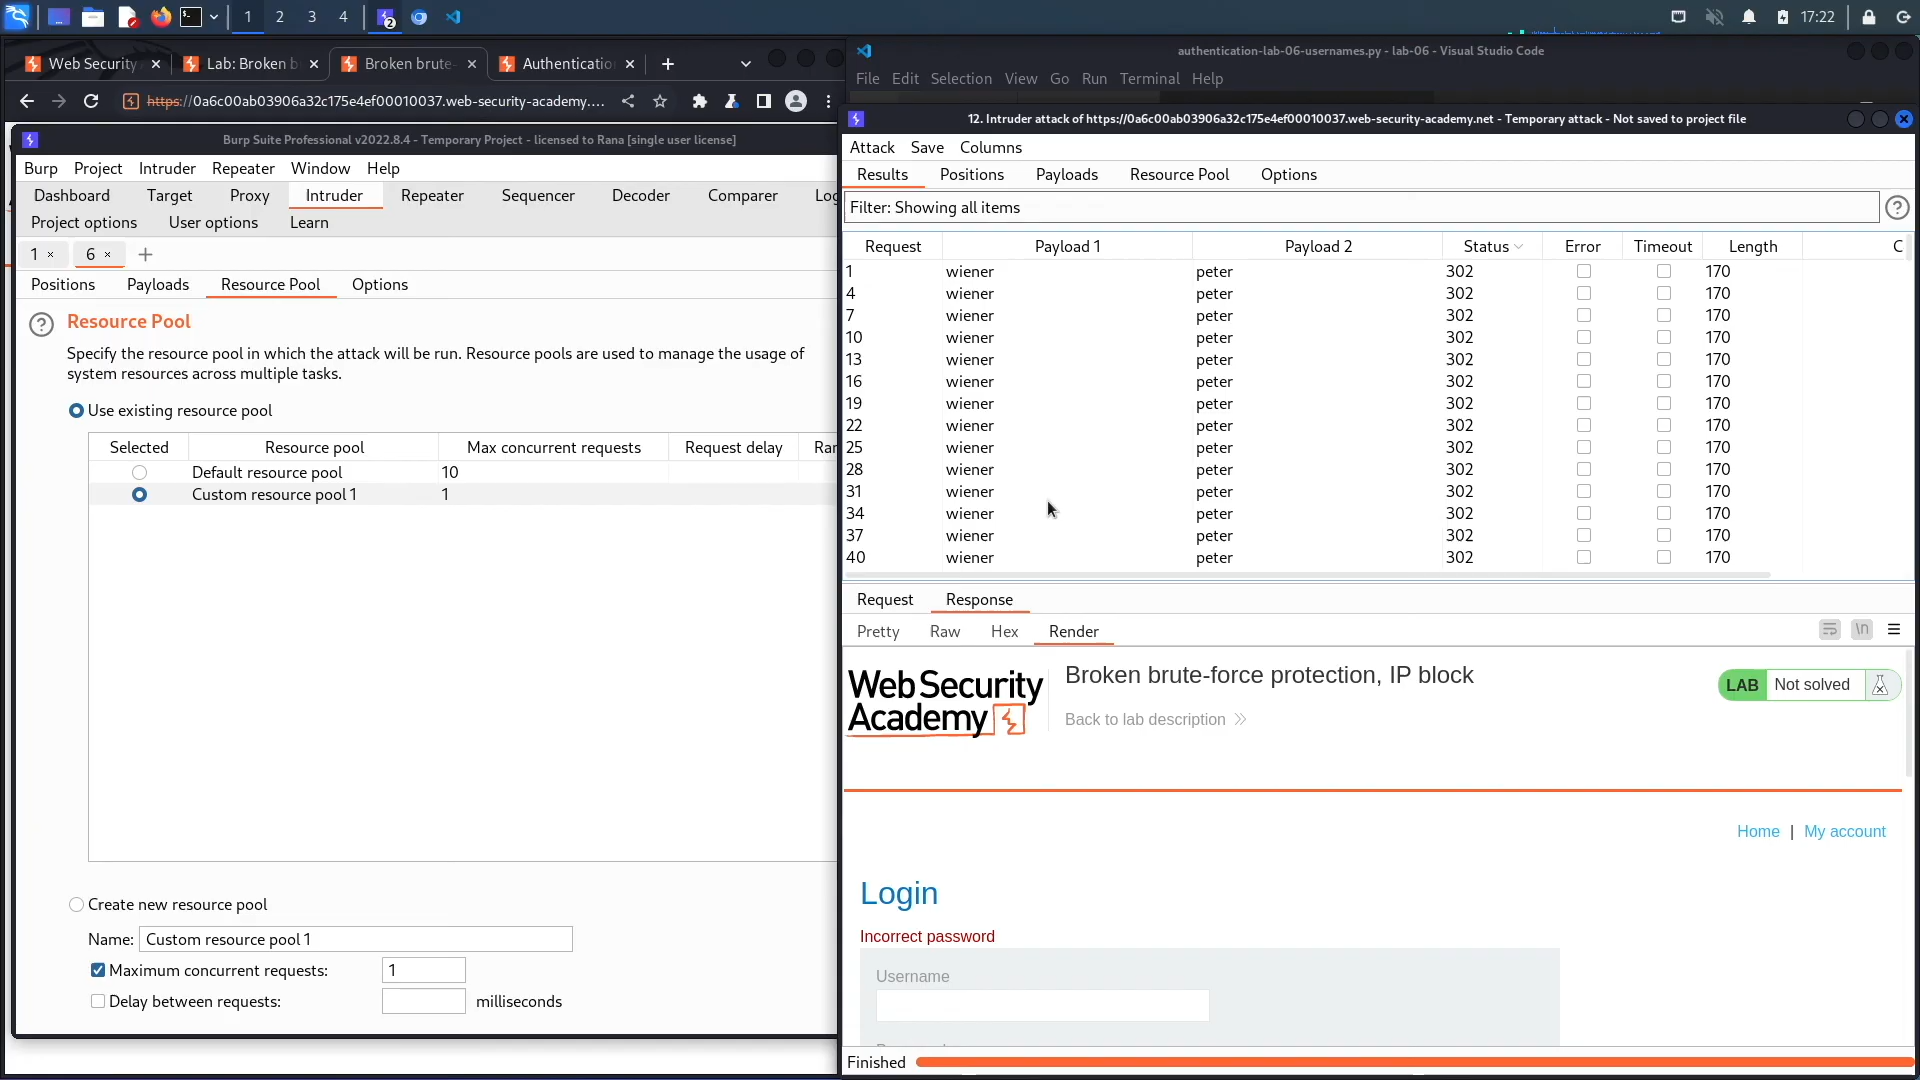 1 2 3 4 2 17:22
Web Security
Lab: Broken b
Broken brute-
Authenticatio
https://0a6c00ab03906a32c175e4ef00010037.web-security-academy....
authentication-lab-06-usernames.py - lab-06 - Visual Studio Code
File Edit Selection View Go Run Terminal Help
Burp Suite Professional v2022.8.4 - Temporary Project - licensed to Rana [single user license]
Burp Project Intruder Repeater Window Help
Dashboard Target Proxy Intruder Repeater Sequencer Decoder Comparer Log
Project options User options Learn
1 × 6 ×
Positions Payloads Resource Pool Options
? Resource Pool
Specify the resource pool in which the attack will be run. Resource pools are used to manage the usage of
system resources across multiple tasks.
Use existing resource pool
Selected Resource pool Max concurrent requests Request delay Ran
Default resource pool 10
Custom resource pool 1 1
Create new resource pool
Name: Custom resource pool 1
Maximum concurrent requests: 1
Delay between requests: milliseconds
12. Intruder attack of https://0a6c00ab03906a32c175e4ef00010037.web-security-academy.net - Temporary attack - Not saved to project file
Attack Save Columns
Results Positions Payloads Resource Pool Options
Filter: Showing all items ?
Request Payload 1 Payload 2 Status Error Timeout Length C
1 wiener peter 302 170
4 wiener peter 302 170
7 wiener peter 302 170
10 wiener peter 302 170
13 wiener peter 302 170
16 wiener peter 302 170
19 wiener peter 302 170
22 wiener peter 302 170
25 wiener peter 302 170
28 wiener peter 302 170
31 wiener peter 302 170
34 wiener peter 302 170
37 wiener peter 302 170
40 wiener peter 302 170
Request Response
Pretty Raw Hex Render \n
Web Security
Academy
Broken brute-force protection, IP block
Back to lab description
LAB Not solved
Home | My account
Login
Incorrect password
Username
Finished